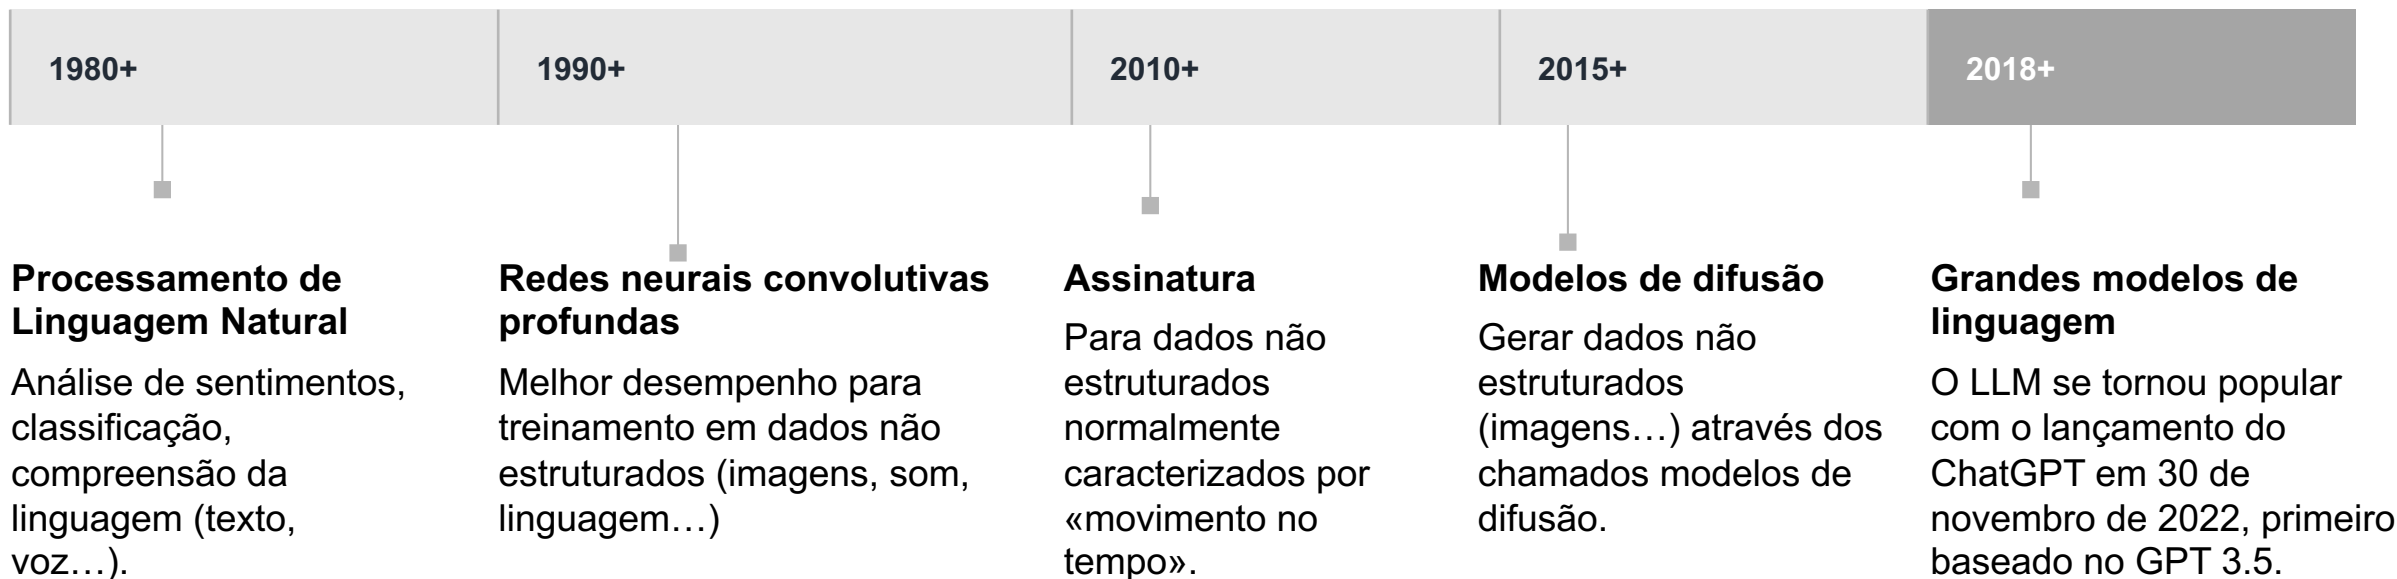 1980+
1990+
2010+
2015+
2018+
Processamento de
Linguagem Natural
Análise de sentimentos,
classificação,
compreensão da
linguagem (texto,
voz…).
Redes neurais convolutivas
profundas
Melhor desempenho para
treinamento em dados não
estruturados (imagens, som,
linguagem…)
Assinatura
Para dados não
estruturados
normalmente
caracterizados por
«movimento no
tempo».
Modelos de difusão
Gerar dados não
estruturados
(imagens…) através dos
chamados modelos de
difusão.
Grandes modelos de
linguagem
O LLM se tornou popular
com o lançamento do
ChatGPT em 30 de
novembro de 2022, primeiro
baseado no GPT 3.5.